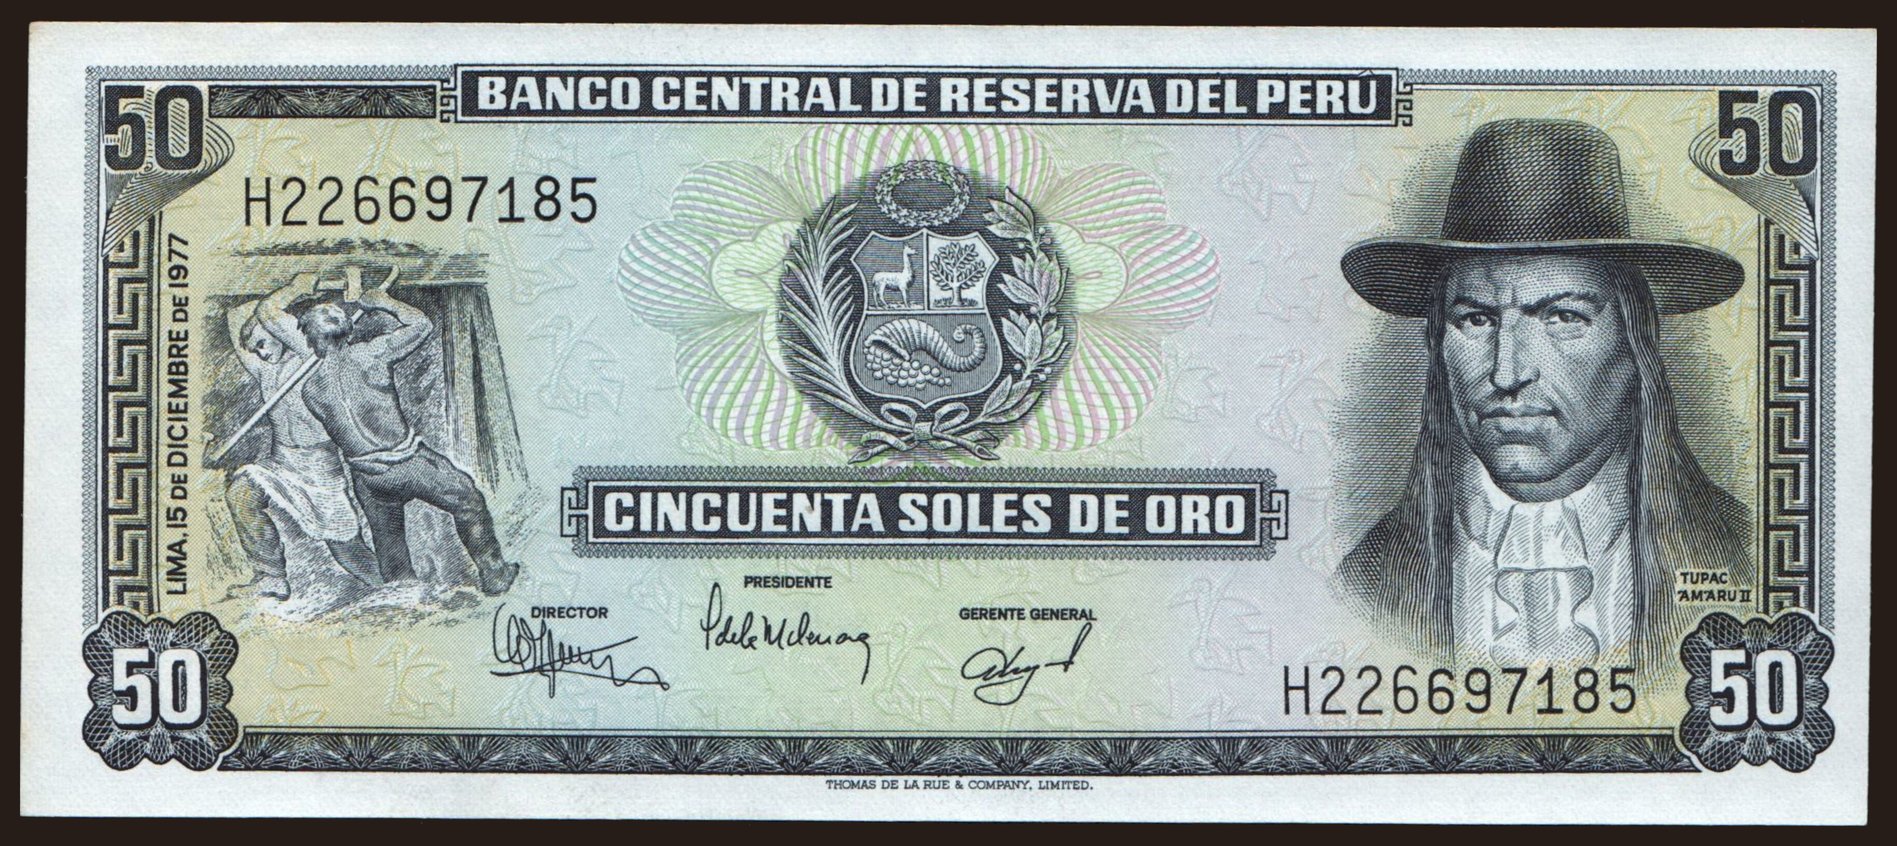 BANCO CENTRAL DE RESERVA DEL PERÚ
50
50
H226697185
LIMA, 15 DE DICIEMBRE DE 1977
CINCUENTA SOLES DE ORO
TUPAC
AMARU II
PRESIDENTE
DIRECTOR
GERENTE GENERAL
H226697185
50
50
THOMAS DE LA RUE & COMPANY, LIMITED.